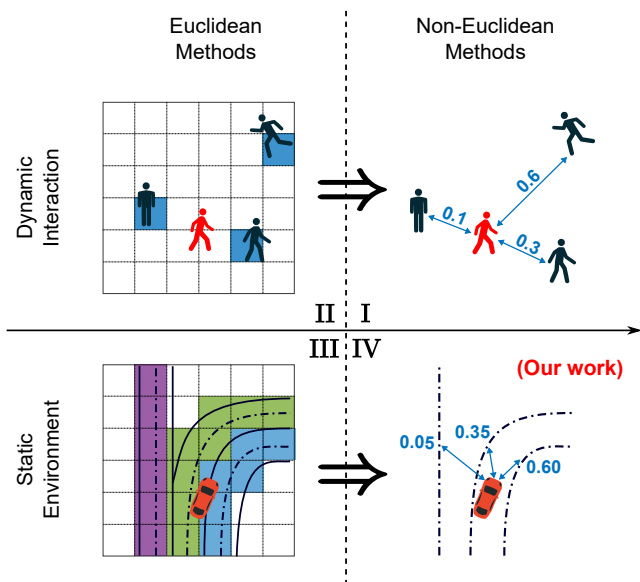 Euclidean
Methods
Non-Euclidean
Methods
Dynamic
Interaction
0.6
0.1
0.3
II
I
III
IV
Static
Environment
(Our work)
0.05
0.35
0.60